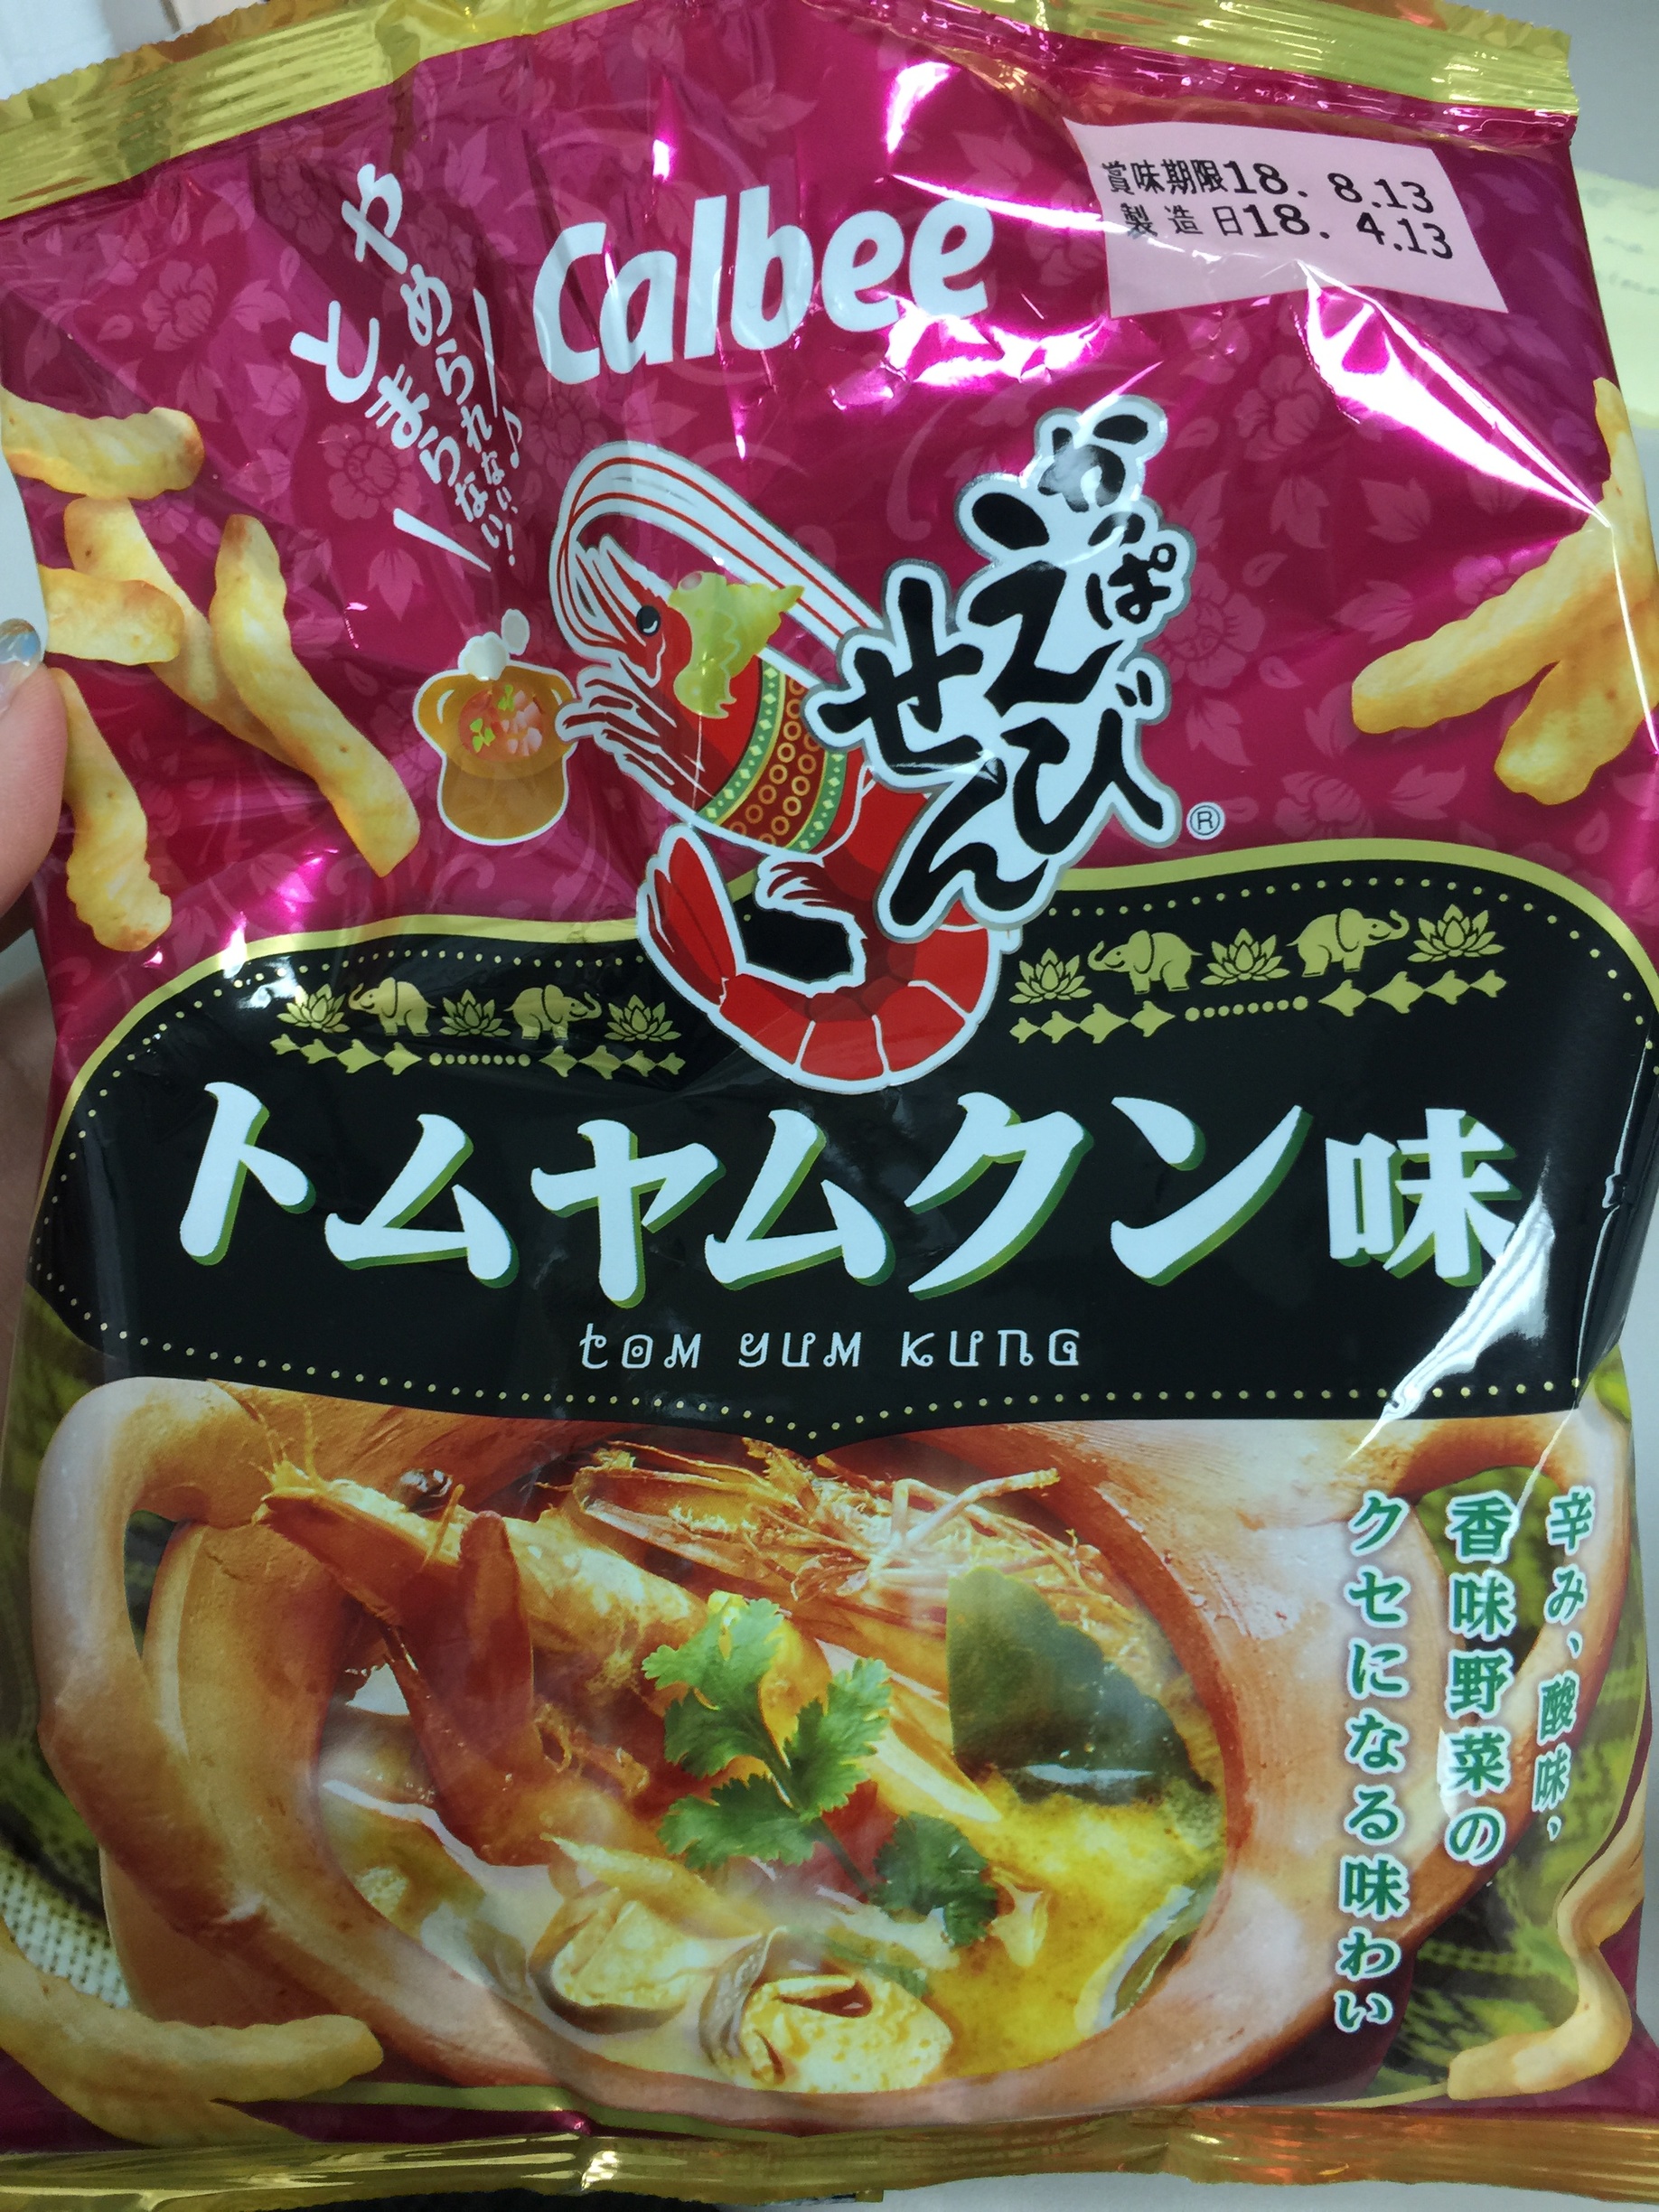 賞味期限18. 8.13
製造日18. 4.13
Calbee
やめられない♪
とまらない!
かっぱ
えび
せん
®
トムヤムクン味
tom yum kung
辛み、酸味、
香味野菜の
クセになる味わい